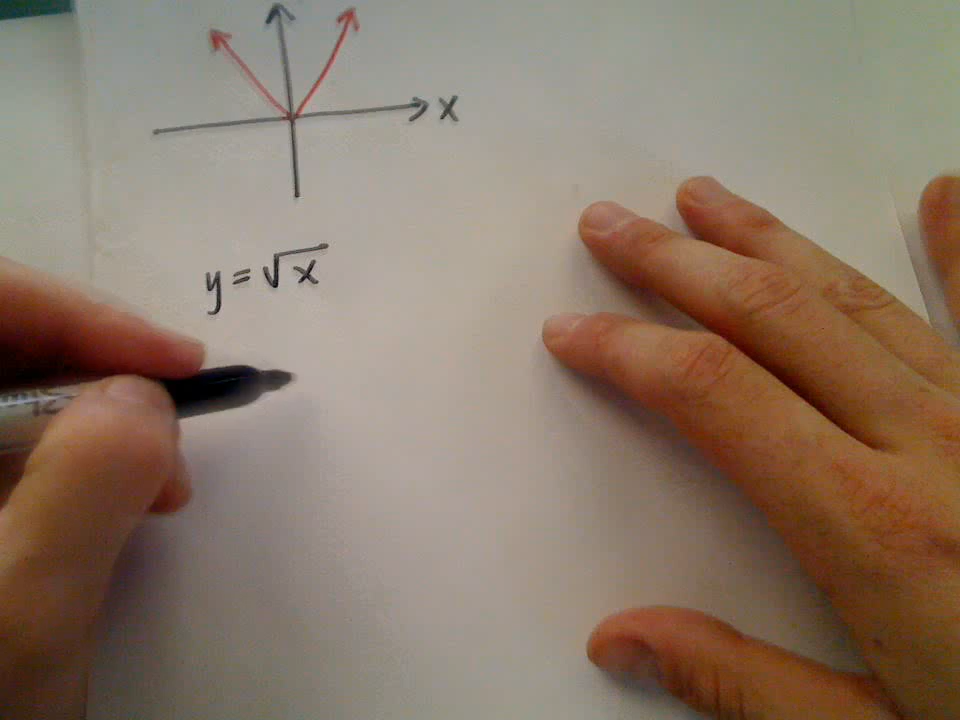 x
y = √x